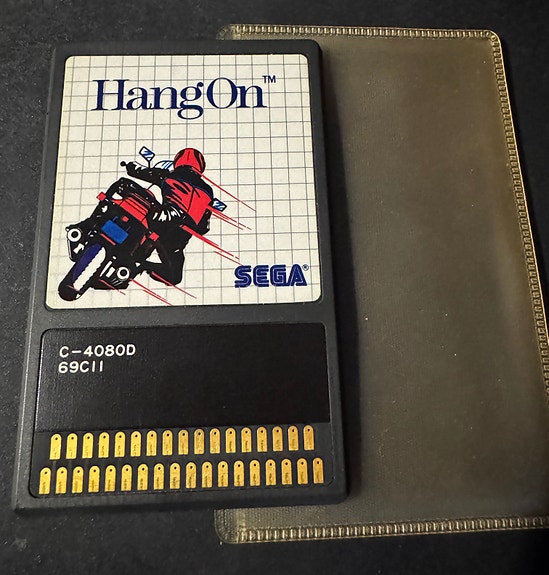 HangOn™
SEGA®
C-4080D
69C11